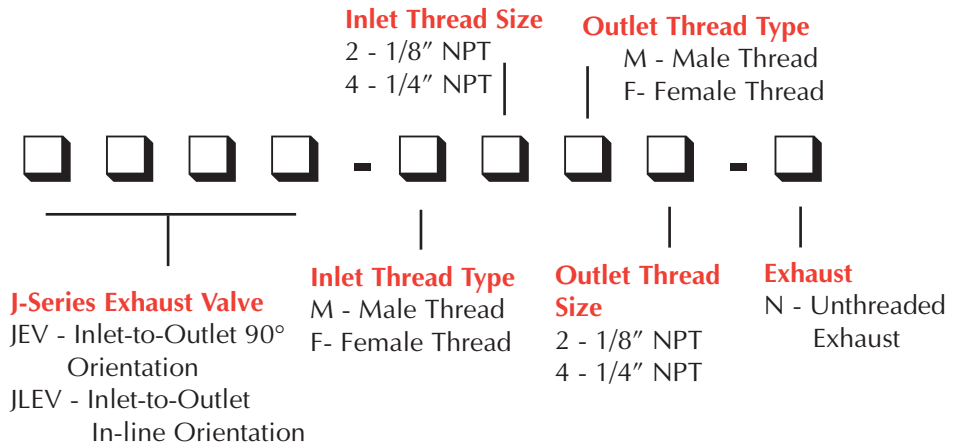 Inlet Thread Size
2 - 1/8″ NPT
4 - 1/4″ NPT
Outlet Thread Type
M - Male Thread
F- Female Thread
- -
J-Series Exhaust Valve
JEV - Inlet-to-Outlet 90°
Orientation
JLEV - Inlet-to-Outlet
In-line Orientation
Inlet Thread Type
M - Male Thread
F- Female Thread
Outlet Thread
Size
2 - 1/8″ NPT
4 - 1/4″ NPT
Exhaust
N - Unthreaded
Exhaust